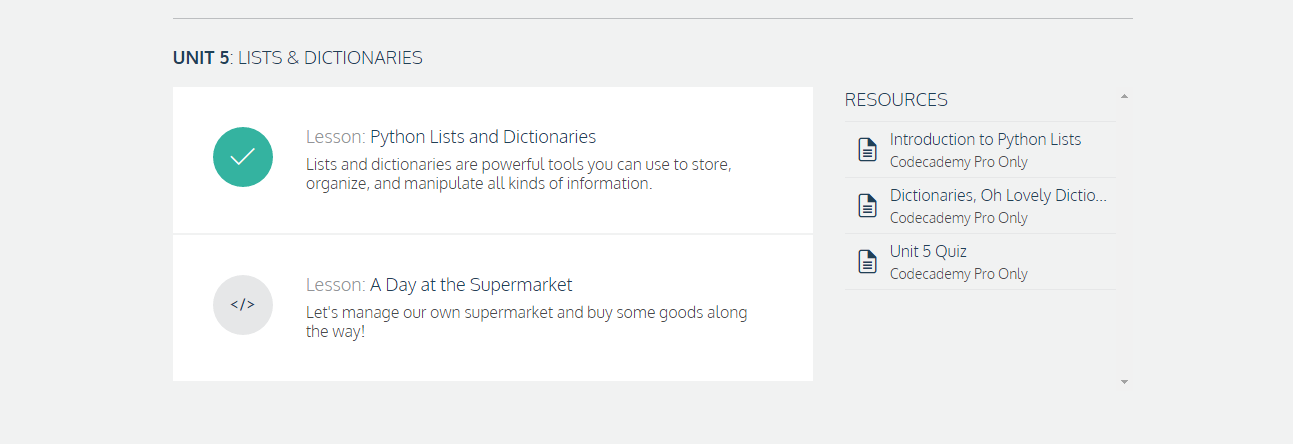 UNIT 5: LISTS & DICTIONARIES
Lesson: Python Lists and Dictionaries
Lists and dictionaries are powerful tools you can use to store,
organize, and manipulate all kinds of information.
</>
Lesson: A Day at the Supermarket
Let's manage our own supermarket and buy some goods along
the way!
RESOURCES
Introduction to Python Lists
Codecademy Pro Only
Dictionaries, Oh Lovely Dictio...
Codecademy Pro Only
Unit 5 Quiz
Codecademy Pro Only